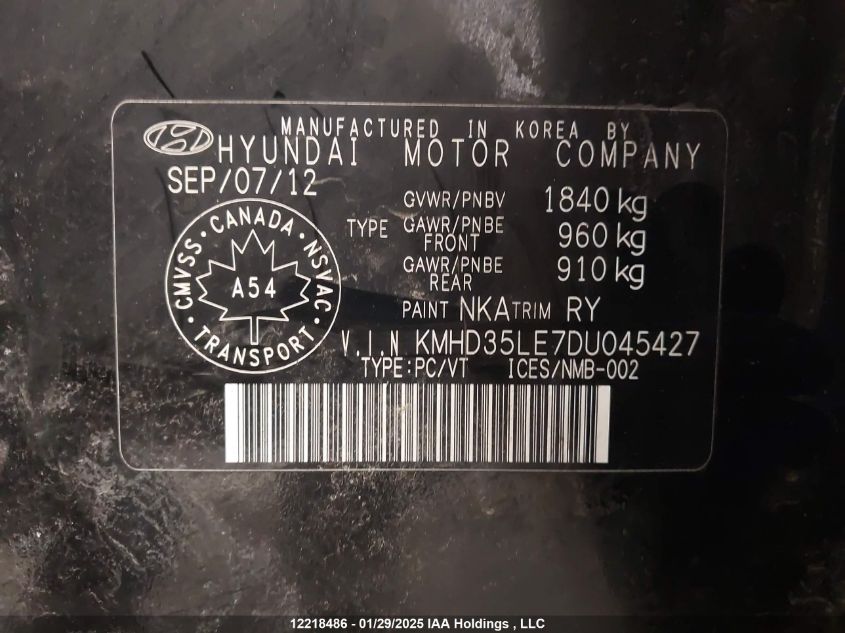 MANUFACTURED IN KOREA BY
HYUNDAI MOTOR COMPANY
SEP/07/12
GVWR/PNBV 1840 kg
TYPE GAWR/PNBE FRONT 960 kg
GAWR/PNBE REAR 910 kg
CMVSS · CANADA · NSVAC · TRANSPORT ·
A54
PAINT NKA TRIM RY
V.I.N KMHD35LE7DU045427
TYPE:PC/VT ICES/NMB-002
12218486 - 01/29/2025 IAA Holdings , LLC